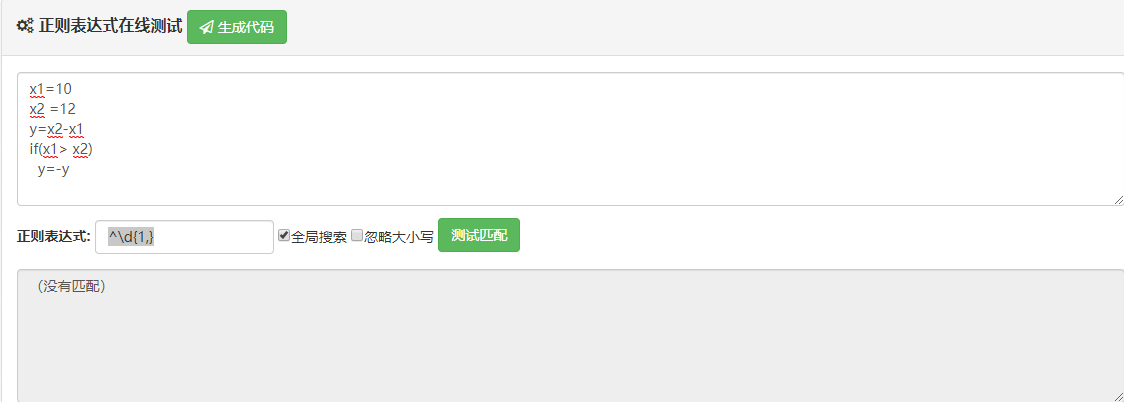 正则表达式在线测试 生成代码
x1=10
x2 =12
y=x2-x1
if(x1> x2)
  y=-y
正则表达式: ^\d{1,} 全局搜索 忽略大小写 测试匹配
（没有匹配）